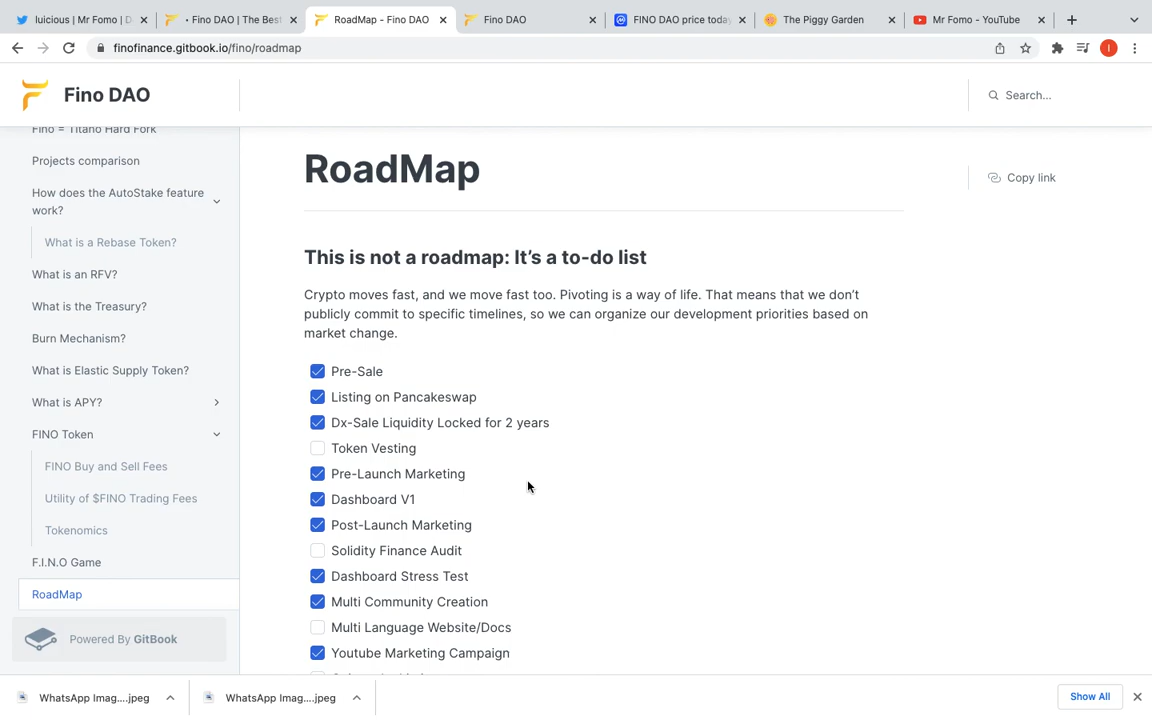 luicious | Mr Fomo | D
· Fino DAO | The Best
RoadMap - Fino DAO
Fino DAO
FINO DAO price today
The Piggy Garden
Mr Fomo - YouTube
finofinance.gitbook.io/fino/roadmap
I
Fino DAO
Search...
Fino = Titano Hard Fork
Projects comparison
How does the AutoStake feature
work?
What is a Rebase Token?
What is an RFV?
What is the Treasury?
Burn Mechanism?
What is Elastic Supply Token?
What is APY?
FINO Token
FINO Buy and Sell Fees
Utility of $FINO Trading Fees
Tokenomics
F.I.N.O Game
RoadMap
Powered By GitBook
RoadMap
Copy link
This is not a roadmap: It’s a to-do list
Crypto moves fast, and we move fast too. Pivoting is a way of life. That means that we don’t
publicly commit to specific timelines, so we can organize our development priorities based on
market change.
Pre-Sale
Listing on Pancakeswap
Dx-Sale Liquidity Locked for 2 years
Token Vesting
Pre-Launch Marketing
Dashboard V1
Post-Launch Marketing
Solidity Finance Audit
Dashboard Stress Test
Multi Community Creation
Multi Language Website/Docs
Youtube Marketing Campaign
WhatsApp Imag....jpeg
WhatsApp Imag....jpeg
Show All